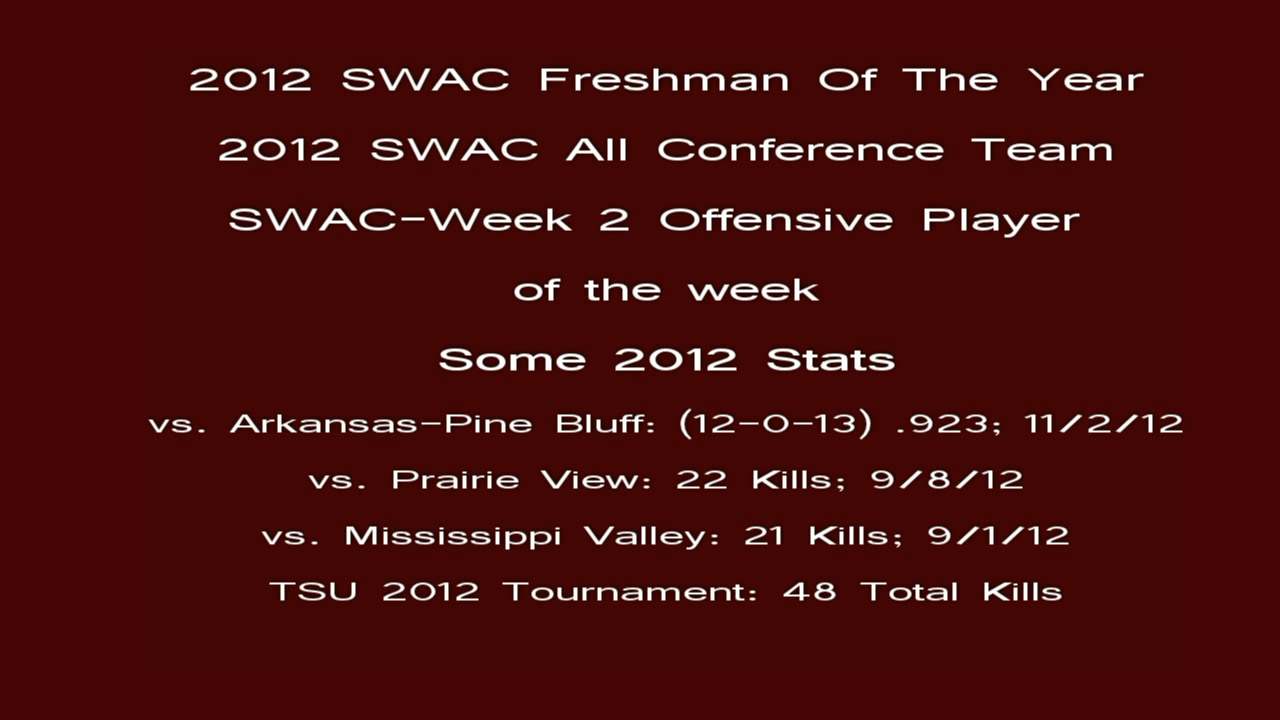 2012 SWAC Freshman Of The Year
2012 SWAC All Conference Team
SWAC-Week 2 Offensive Player
of the week
Some 2012 Stats
vs. Arkansas-Pine Bluff: (12-0-13) .923; 11/2/12
vs. Prairie View: 22 Kills; 9/8/12
vs. Mississippi Valley: 21 Kills; 9/1/12
TSU 2012 Tournament: 48 Total Kills